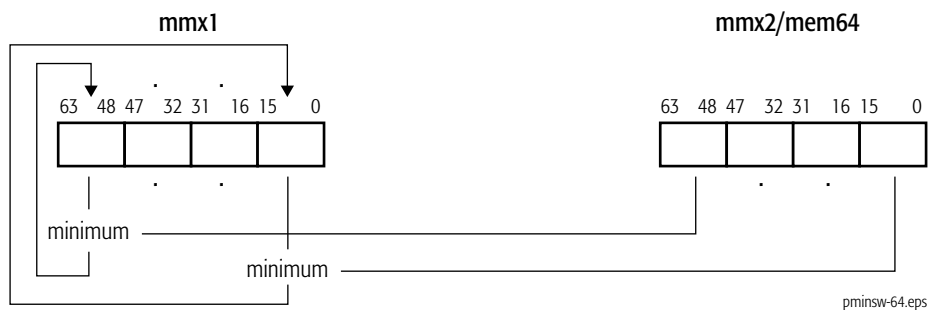 mmx1 mmx2/mem64
. .
63 48 47 32 31 16 15 0 63 48 47 32 31 16 15 0
. . . .
minimum
minimum
pminsw-64.eps